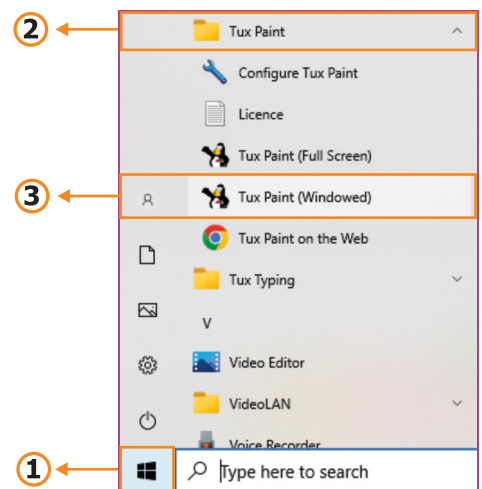 2
Tux Paint
Configure Tux Paint
Licence
Tux Paint (Full Screen)
3
Tux Paint (Windowed)
Tux Paint on the Web
Tux Typing
V
Video Editor
VideoLAN
Voice Recorder
1
Type here to search